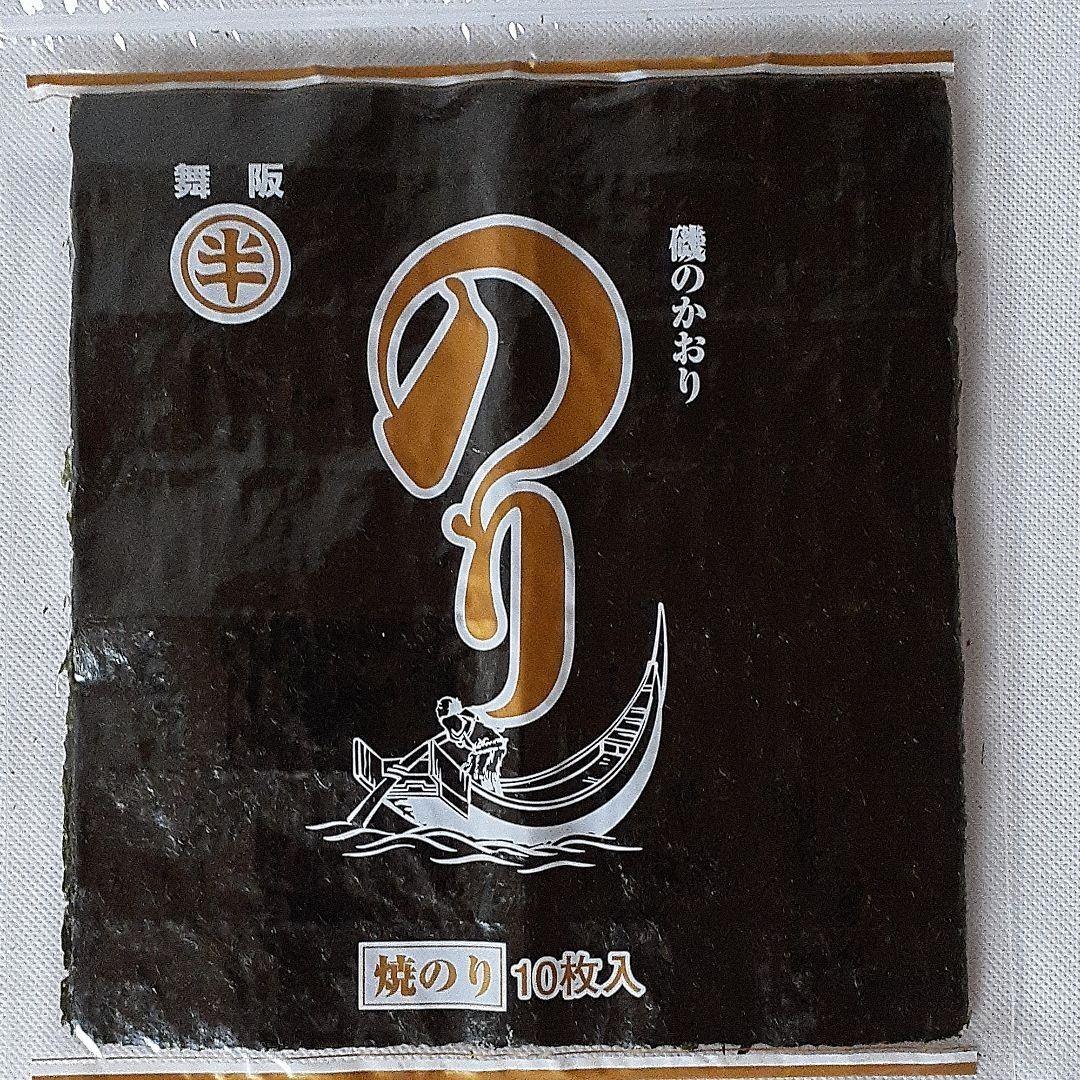 舞阪
半
磯のかおり
のり
焼のり 10枚入